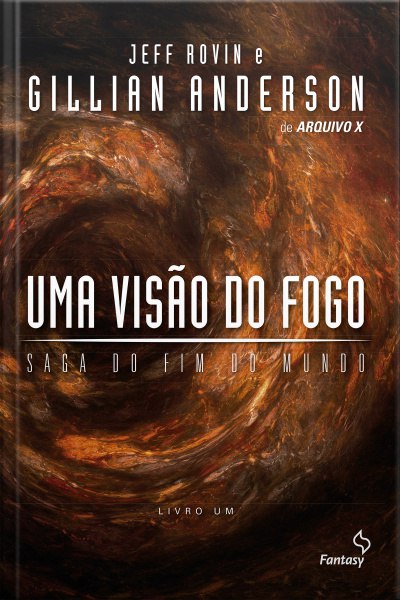 JEFF ROVIN e
GILLIAN ANDERSON
de ARQUIVO X
UMA VISÃO DO FOGO
SAGA DO FIM DO MUNDO
LIVRO UM
Fantasy